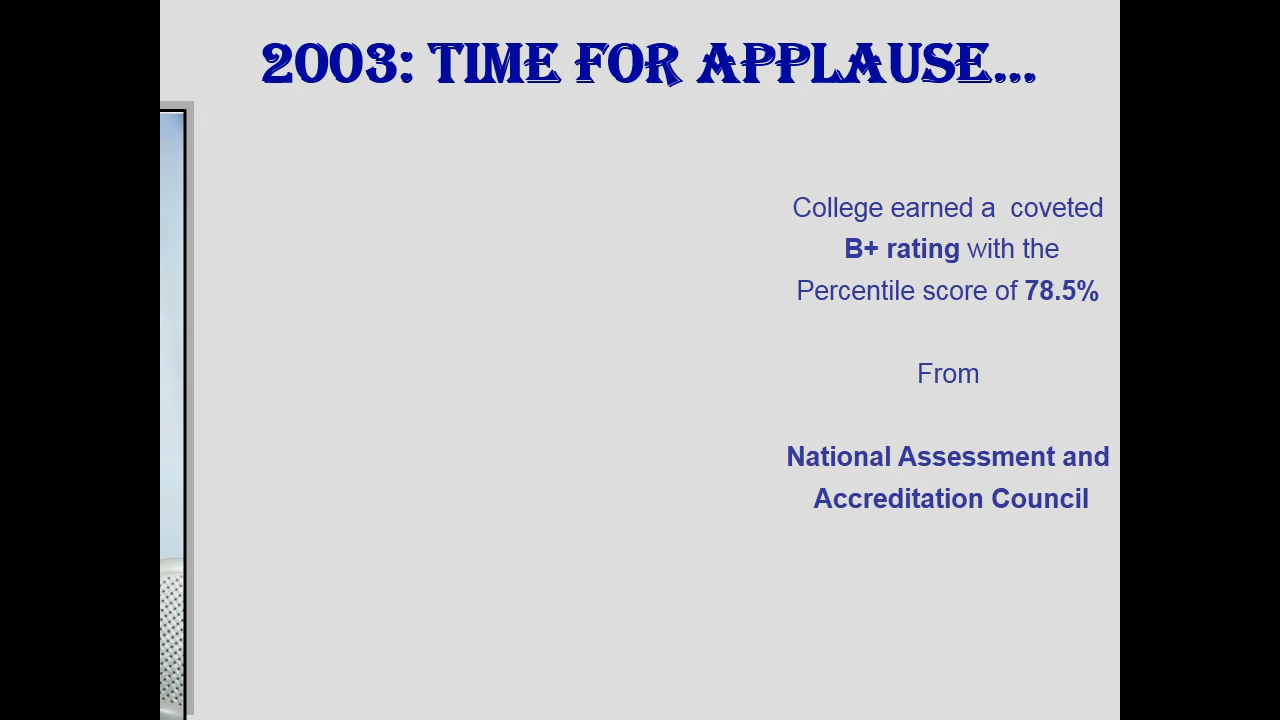 2003: TIME FOR APPLAUSE...
College earned a  coveted
B+ rating with the
Percentile score of 78.5%
From
National Assessment and
Accreditation Council